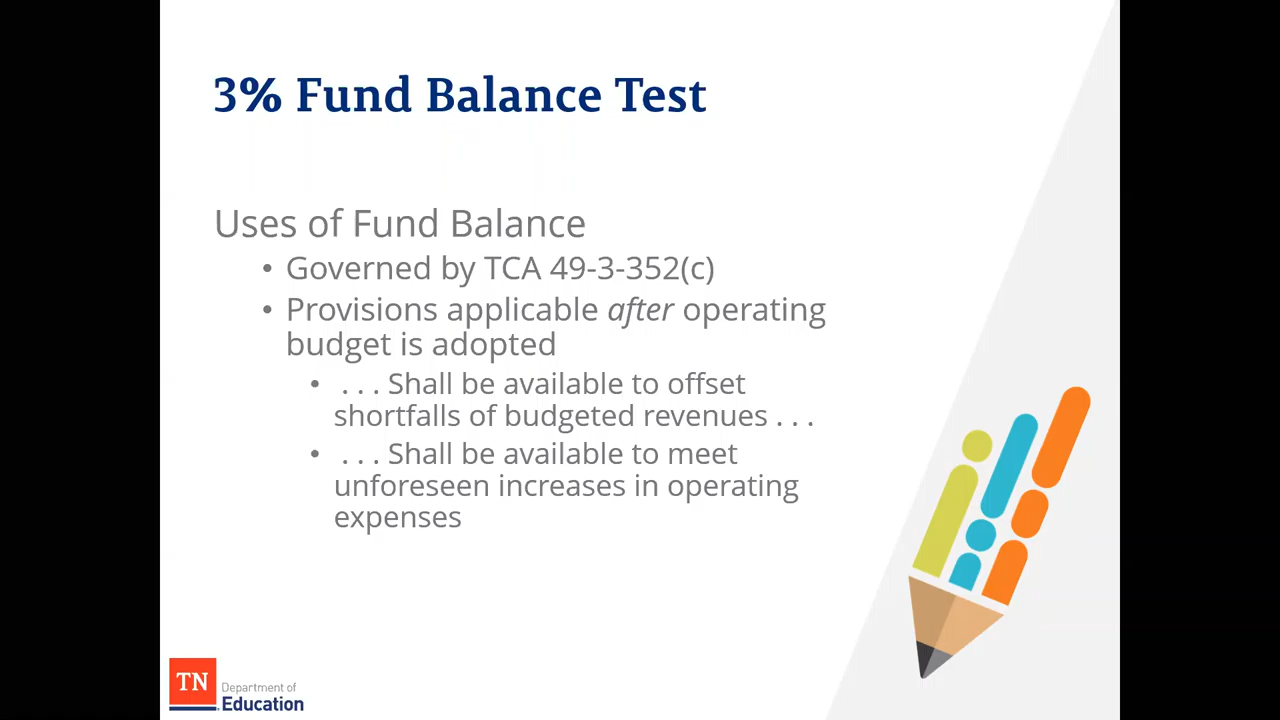 3% Fund Balance Test
Uses of Fund Balance
• Governed by TCA 49-3-352(c)
• Provisions applicable after operating
budget is adopted
• . . . Shall be available to offset
shortfalls of budgeted revenues . . .
• . . . Shall be available to meet
unforeseen increases in operating
expenses
TN
Department of
Education